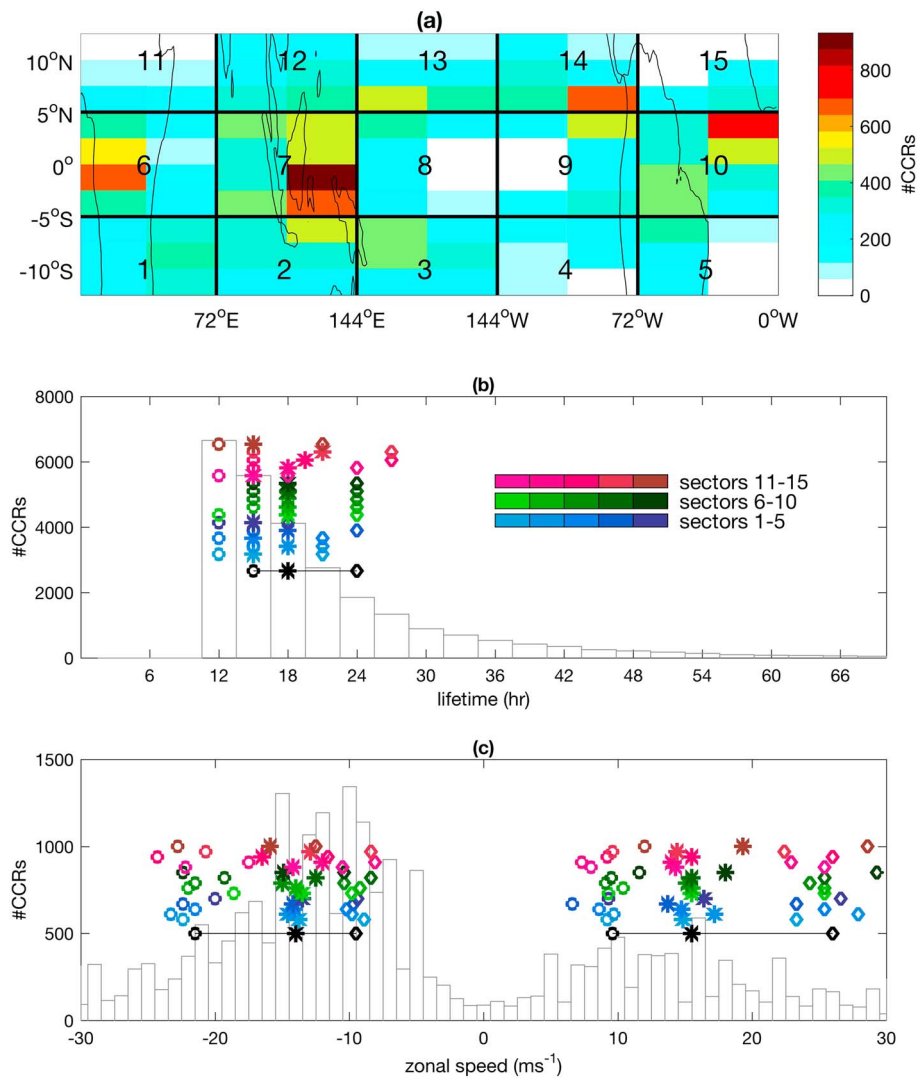 (a)
11 12 13 14 15
10°N
5°N
0°
-5°S
-10°S
6 7 8 9 10
1 2 3 4 5
72°E 144°E 144°W 72°W 0°W
800
600
400
200
0
#CCRs
(b)
8000
6000
4000
2000
0
#CCRs
sectors 11-15
sectors 6-10
sectors 1-5
6 12 18 24 30 36 42 48 54 60 66
lifetime (hr)
(c)
1500
1000
500
0
#CCRs
-30 -20 -10 0 10 20 30
zonal speed (ms⁻¹)